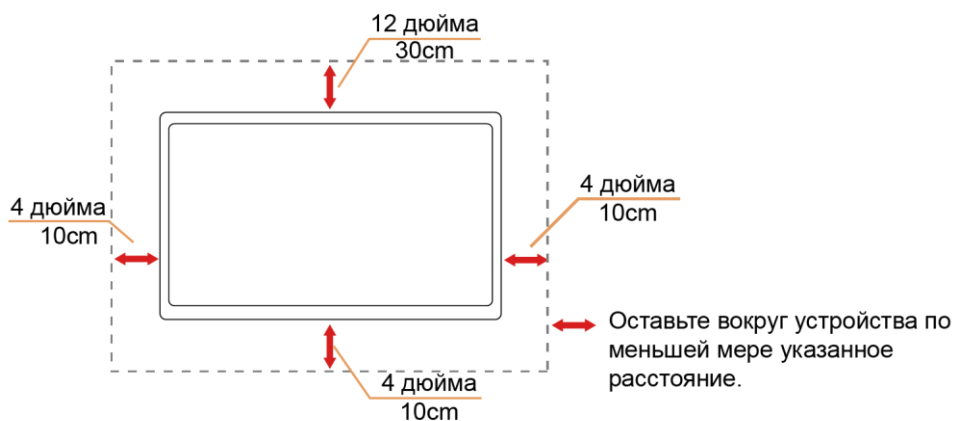 12 дюйма
30cm
4 дюйма
10cm
4 дюйма
10cm
Оставьте вокруг устройства по
меньшей мере указанное
расстояние.
4 дюйма
10cm